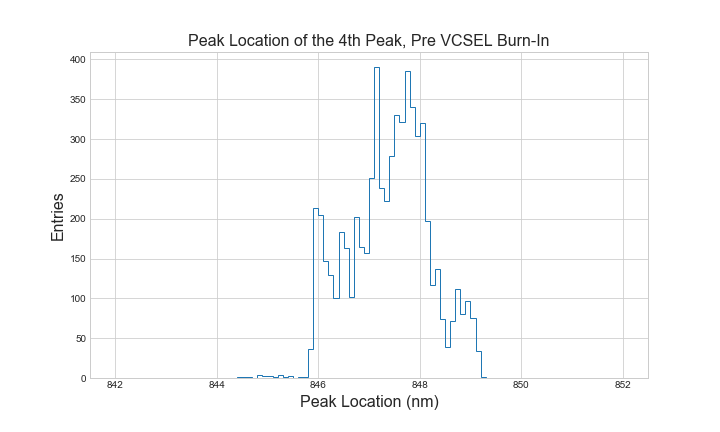 Peak Location of the 4th Peak, Pre VCSEL Burn-In
400
350
300
250
200
150
100
50
0
Entries
842 844 846 848 850 852
Peak Location (nm)